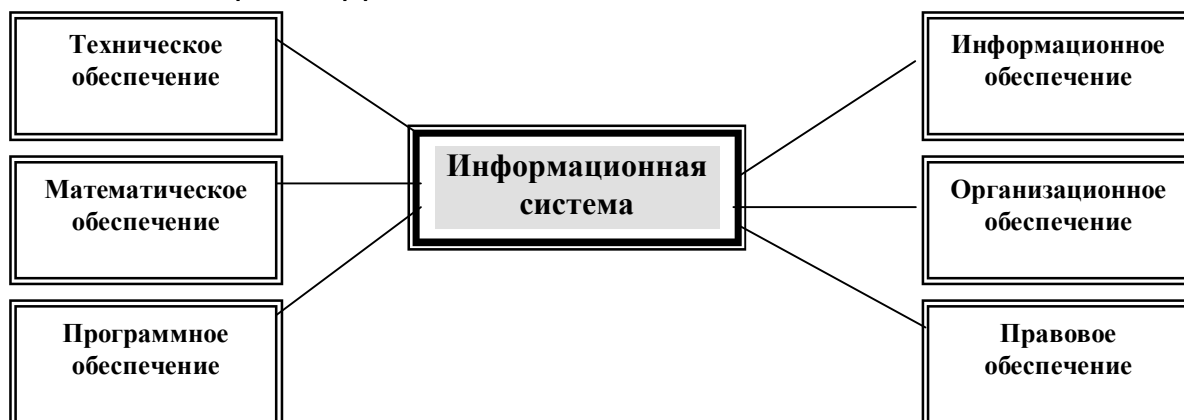 Техническое
обеспечение
Математическое
обеспечение
Программное
обеспечение
Информационная
система
Информационное
обеспечение
Организационное
обеспечение
Правовое
обеспечение